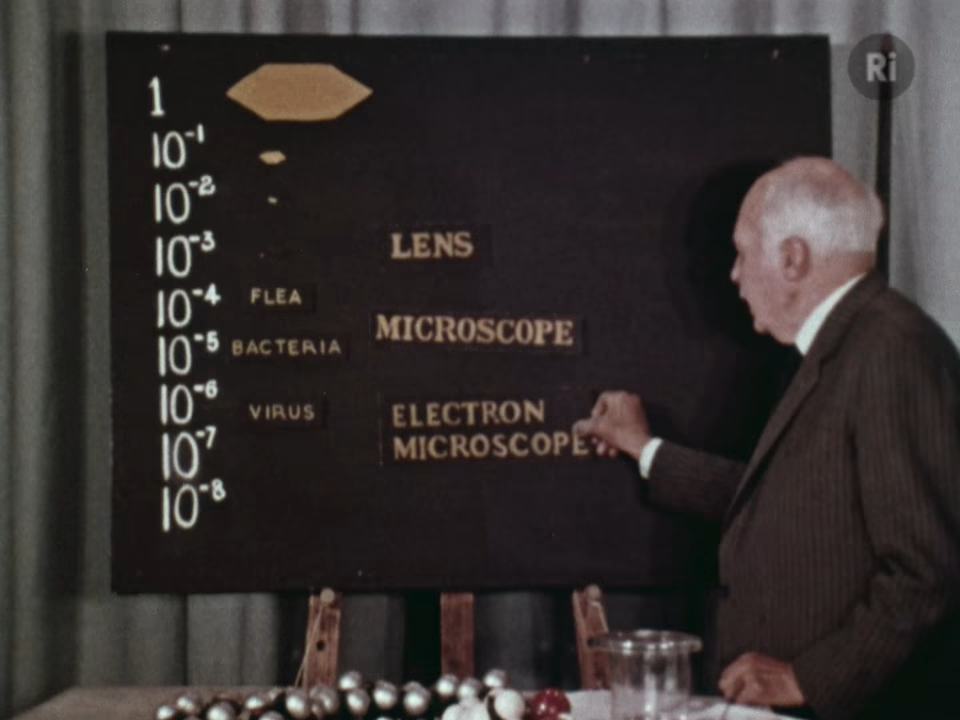 Ri
1
10⁻¹
10⁻²
10⁻³
LENS
10⁻⁴
FLEA
MICROSCOPE
10⁻⁵
BACTERIA
10⁻⁶
VIRUS
ELECTRON
MICROSCOPE
10⁻⁷
10⁻⁸